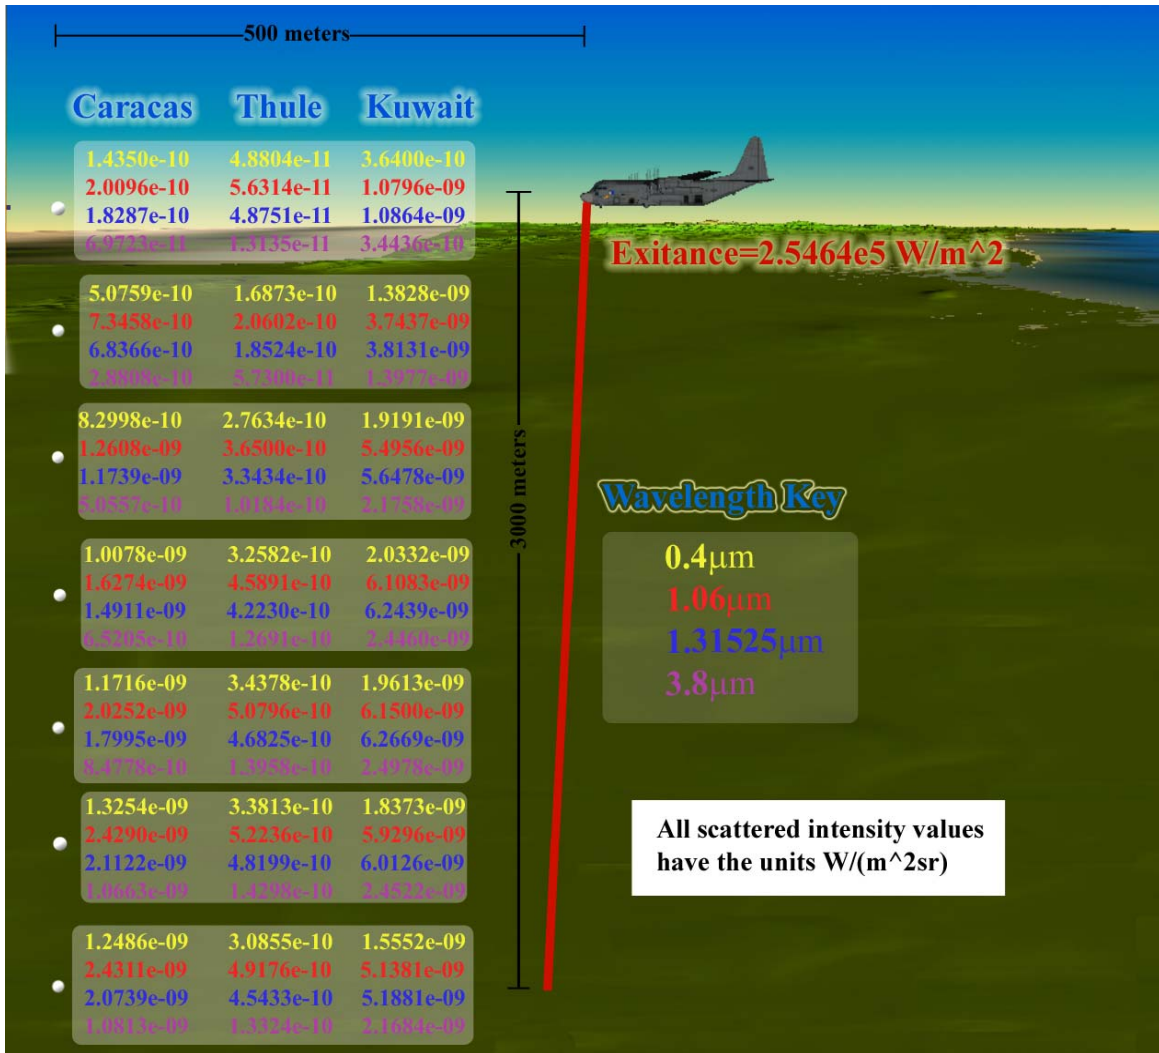 500 meters
Caracas Thule Kuwait
1.4350e-10 4.8804e-11 3.6400e-10
2.0096e-10 5.6314e-11 1.0796e-09
1.8287e-10 4.8751e-11 1.0864e-09
6.9723e-11 1.3135e-11 3.4436e-10
Exitance=2.5464e5 W/m^2
5.0759e-10 1.6873e-10 1.3828e-09
7.3458e-10 2.0602e-10 3.7437e-09
6.8366e-10 1.8524e-10 3.8131e-09
2.8808e-10 5.7300e-11 1.3977e-09
8.2998e-10 2.7634e-10 1.9191e-09
1.2608e-09 3.6500e-10 5.4956e-09
1.1739e-09 3.3434e-10 5.6478e-09
5.0557e-10 1.0184e-10 2.1758e-09
3000 meters
Wavelength Key
0.4μm
1.06μm
1.31525μm
3.8μm
1.0078e-09 3.2582e-10 2.0332e-09
1.6274e-09 4.5891e-10 6.1083e-09
1.4911e-09 4.2230e-10 6.2439e-09
6.5205e-10 1.2691e-10 2.4460e-09
1.1716e-09 3.4378e-10 1.9613e-09
2.0252e-09 5.0796e-10 6.1500e-09
1.7995e-09 4.6825e-10 6.2669e-09
8.4778e-10 1.3958e-10 2.4978e-09
1.3254e-09 3.3813e-10 1.8373e-09
2.4290e-09 5.2236e-10 5.9296e-09
2.1122e-09 4.8199e-10 6.0126e-09
1.0663e-09 1.4298e-10 2.4522e-09
All scattered intensity values
have the units W/(m^2sr)
1.2486e-09 3.0855e-10 1.5552e-09
2.4311e-09 4.9176e-10 5.1381e-09
2.0739e-09 4.5433e-10 5.1881e-09
1.0813e-09 1.3324e-10 2.1684e-09